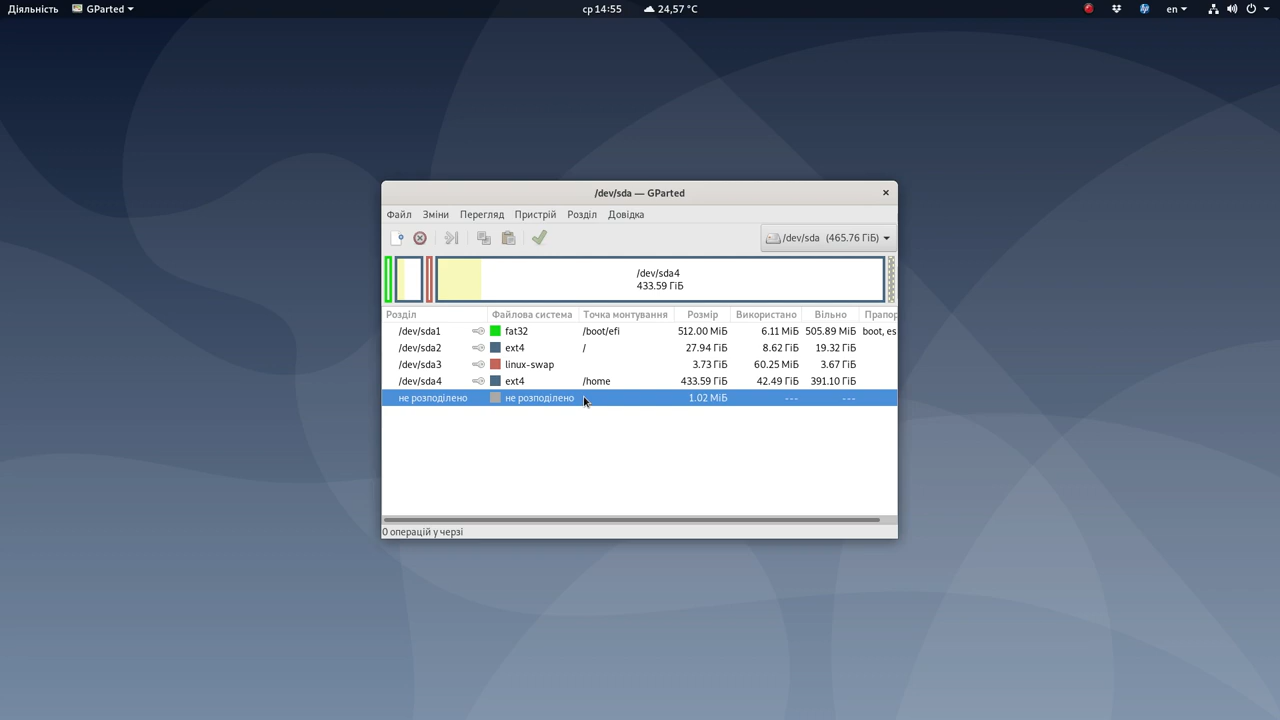 Діяльність GParted ср 14:55 24,57 °C en
/dev/sda — GParted
Файл Зміни Перегляд Пристрій Розділ Довідка
/dev/sda (465.76 ГіБ)
/dev/sda4
433.59 ГіБ
Розділ Файлова система Точка монтування Розмір Використано Вільно Прапор
/dev/sda1 fat32 /boot/efi 512.00 МіБ 6.11 МіБ 505.89 МіБ boot, es
/dev/sda2 ext4 / 27.94 ГіБ 8.62 ГіБ 19.32 ГіБ
/dev/sda3 linux-swap 3.73 ГіБ 60.25 МіБ 3.67 ГіБ
/dev/sda4 ext4 /home 433.59 ГіБ 42.49 ГіБ 391.10 ГіБ
не розподілено не розподілено 1.02 МіБ --- ---
0 операцій у черзі